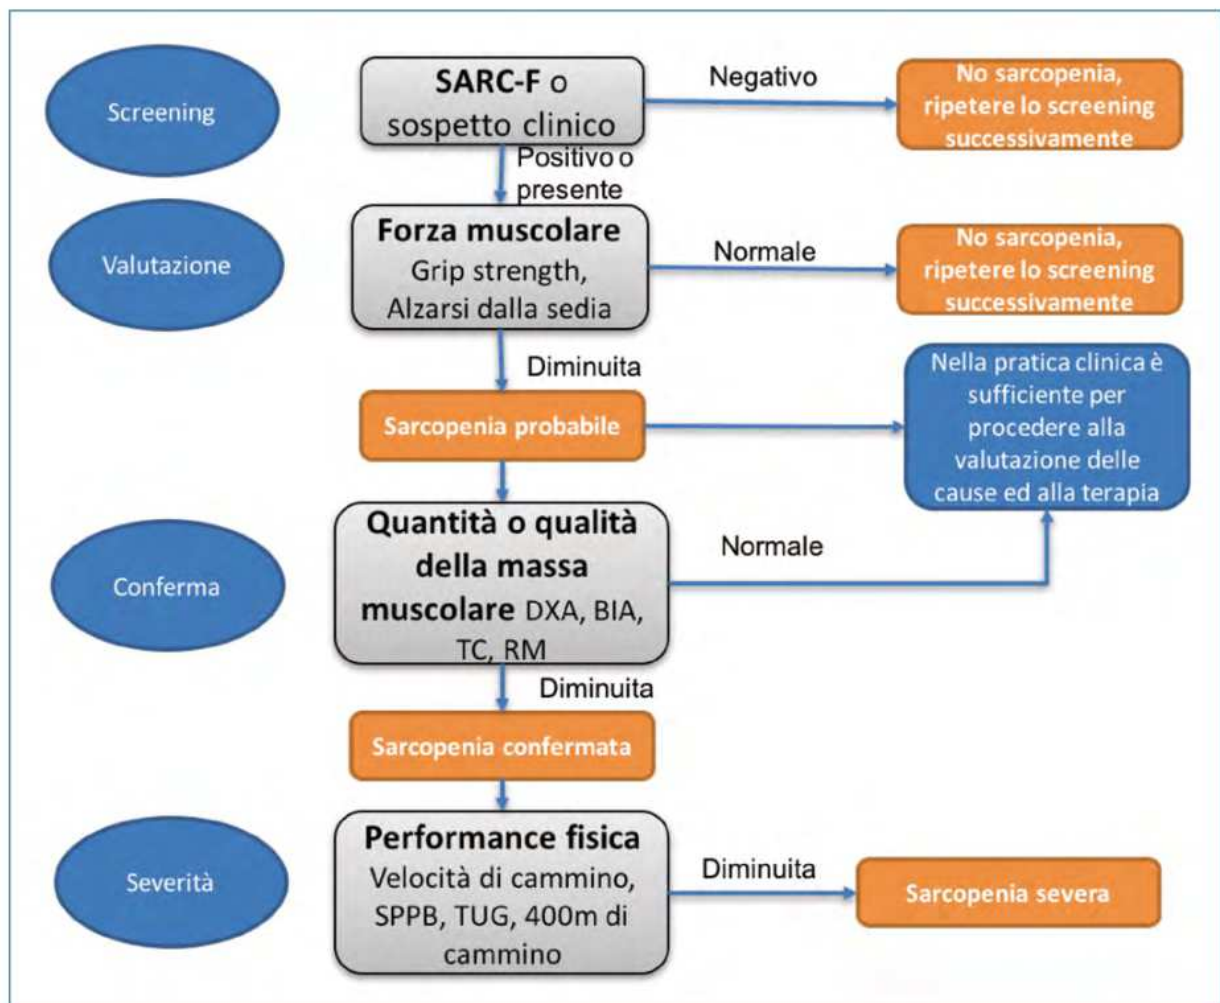 Screening
SARC-F o
sospetto clinico
Negativo
No sarcopenia,
ripetere lo screening
successivamente
Positivo o
presente
Valutazione
Forza muscolare
Grip strength,
Alzarsi dalla sedia
Normale
No sarcopenia,
ripetere lo screening
successivamente
Diminuita
Sarcopenia probabile
Nella pratica clinica è
sufficiente per
procedere alla
valutazione delle
cause ed alla terapia
Conferma
Quantità o qualità
della massa
muscolare DXA, BIA,
TC, RM
Normale
Diminuita
Sarcopenia confermata
Severità
Performance fisica
Velocità di cammino,
SPPB, TUG, 400m di
cammino
Diminuita
Sarcopenia severa